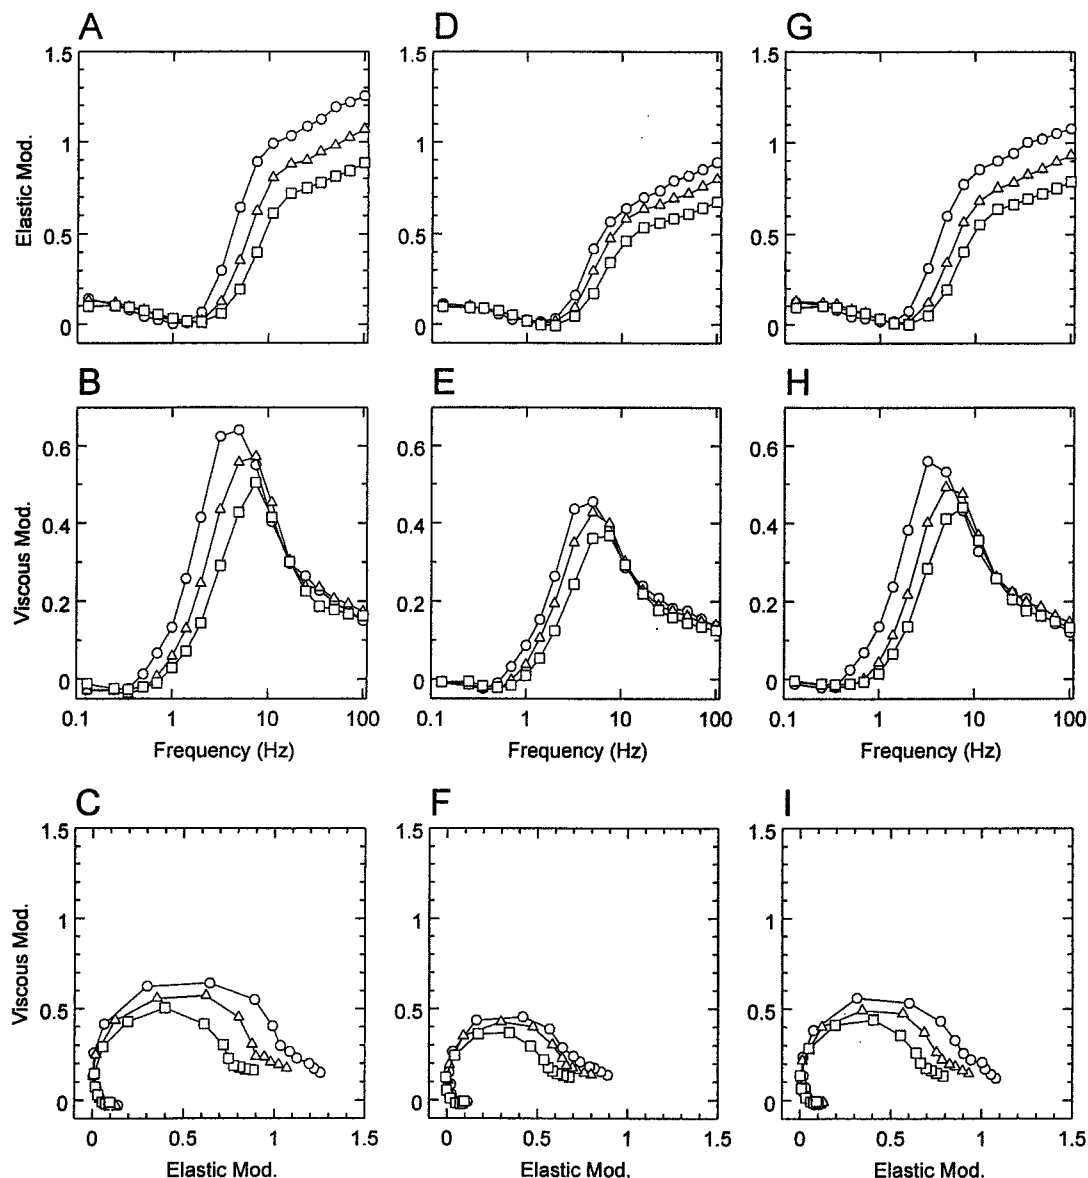 A D G
1.5 1.5 1.5
1 1 1
Elastic Mod.
0.5 0.5 0.5
0 0 0
B E H
0.6 0.6 0.6
0.4 0.4 0.4
Viscous Mod.
0.2 0.2 0.2
0 0 0
0.1 1 10 100 0.1 1 10 100 0.1 1 10 100
Frequency (Hz) Frequency (Hz) Frequency (Hz)
C F I
1.5 1.5 1.5
1 1 1
Viscous Mod.
0.5 0.5 0.5
0 0 0
0 0.5 1 1.5 0 0.5 1 1.5 0 0.5 1 1.5
Elastic Mod. Elastic Mod. Elastic Mod.